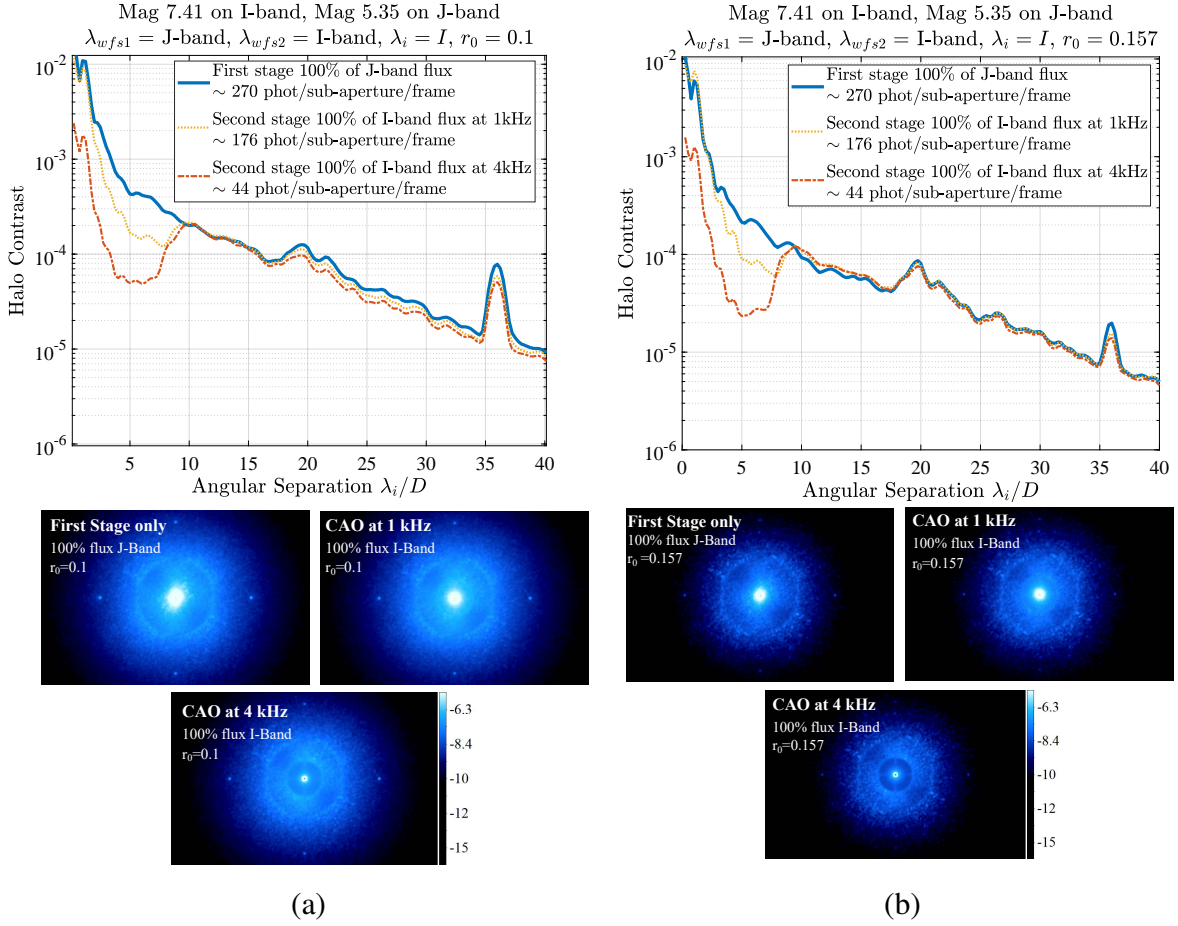 Mag 7.41 on I-band, Mag 5.35 on J-band
λwfs1 = J-band, λwfs2 = I-band, λi = I, r0 = 0.1
10-2
10-3
10-4
10-5
10-6
Halo Contrast
First stage 100% of J-band flux
∼ 270 phot/sub-aperture/frame
Second stage 100% of I-band flux at 1kHz
∼ 176 phot/sub-aperture/frame
Second stage 100% of I-band flux at 4kHz
∼ 44 phot/sub-aperture/frame
5 10 15 20 25 30 35 40
Angular Separation λi/D
First Stage only
100% flux J-Band
r0=0.1
CAO at 1 kHz
100% flux I-Band
r0=0.1
CAO at 4 kHz
100% flux I-Band
r0=0.1
-6.3
-8.4
-10
-12
-15
(a)
Mag 7.41 on I-band, Mag 5.35 on J-band
λwfs1 = J-band, λwfs2 = I-band, λi = I, r0 = 0.157
10-2
10-3
10-4
10-5
10-6
Halo Contrast
First stage 100% of J-band flux
∼ 270 phot/sub-aperture/frame
Second stage 100% of I-band flux at 1kHz
∼ 176 phot/sub-aperture/frame
Second stage 100% of I-band flux at 4kHz
∼ 44 phot/sub-aperture/frame
0 5 10 15 20 25 30 35 40
Angular Separation λi/D
First Stage only
100% flux J-Band
r0=0.157
CAO at 1 kHz
100% flux I-Band
r0=0.157
CAO at 4 kHz
100% flux I-Band
r0=0.157
-6.3
-8.4
-10
-12
-15
(b)